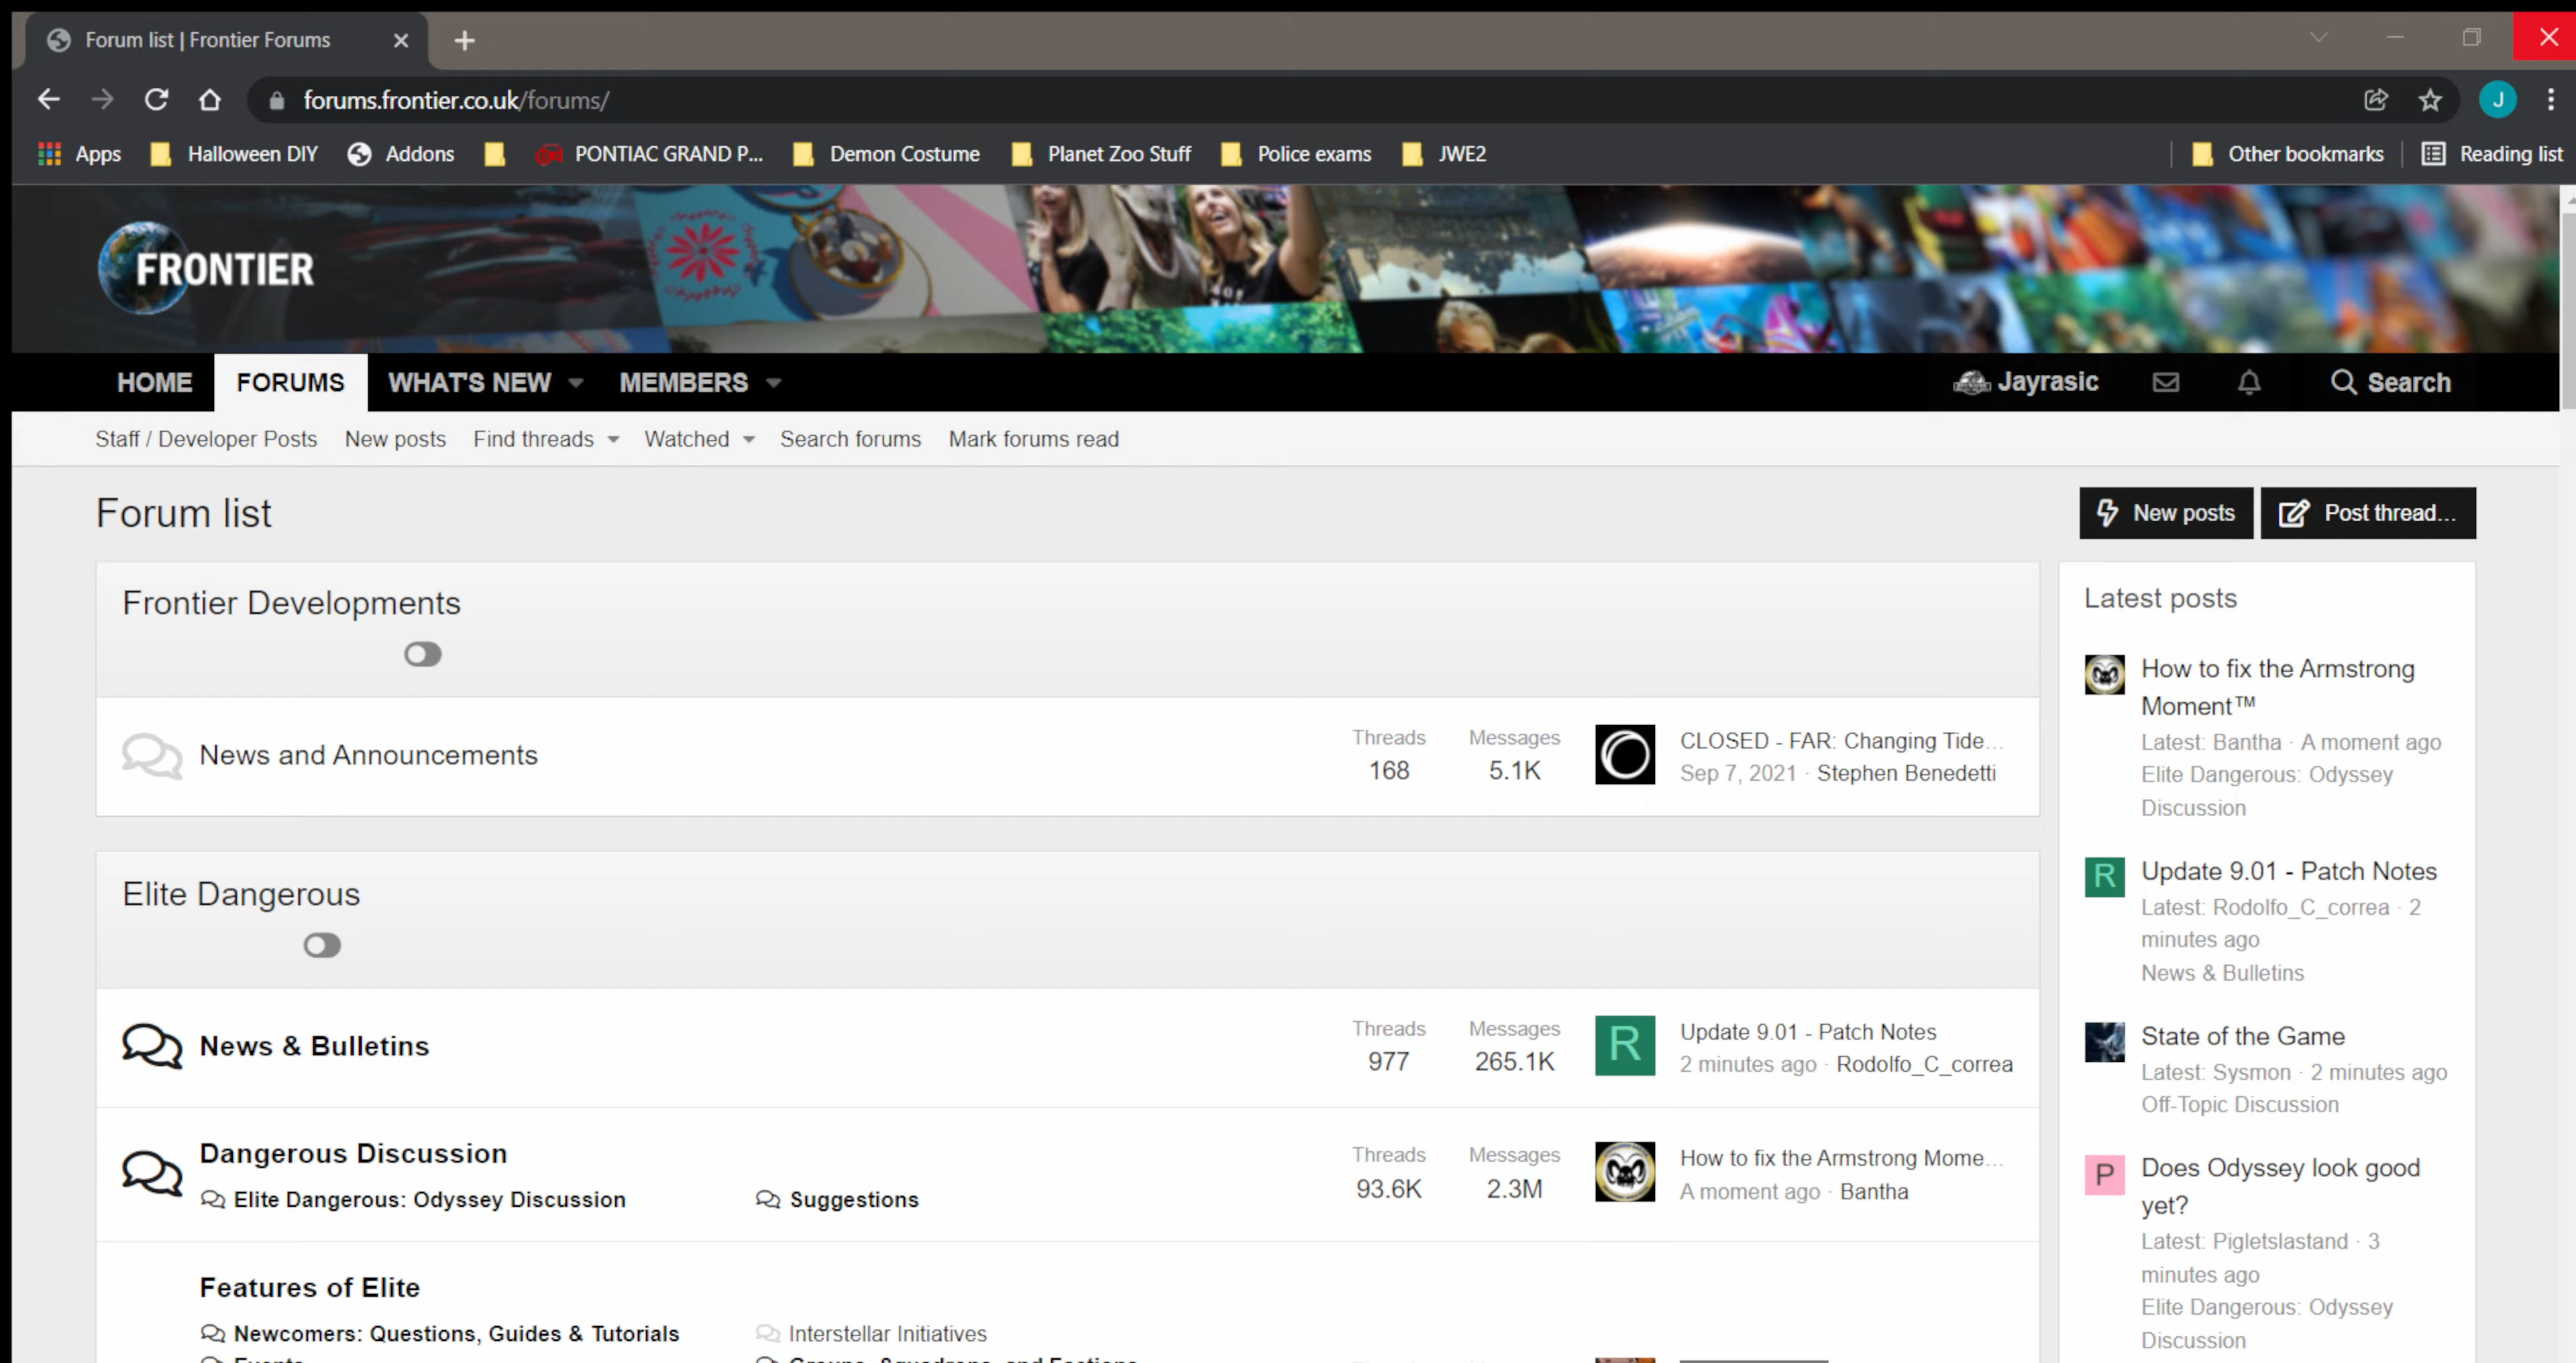 Forum list | Frontier Forums
forums.frontier.co.uk/forums/
J
Apps Halloween DIY Addons PONTIAC GRAND P... Demon Costume Planet Zoo Stuff Police exams JWE2 Other bookmarks Reading list
FRONTIER
HOME FORUMS WHAT'S NEW MEMBERS Jayrasic Search
Staff / Developer Posts New posts Find threads Watched Search forums Mark forums read
Forum list
New posts Post thread...
Frontier Developments
News and Announcements
Threads
168
Messages
5.1K
CLOSED - FAR: Changing Tide...
Sep 7, 2021 · Stephen Benedetti
Elite Dangerous
News & Bulletins
Threads
977
Messages
265.1K
R
Update 9.01 - Patch Notes
2 minutes ago · Rodolfo_C_correa
Dangerous Discussion
Elite Dangerous: Odyssey Discussion
Suggestions
Threads
93.6K
Messages
2.3M
How to fix the Armstrong Mome...
A moment ago · Bantha
Features of Elite
Newcomers: Questions, Guides & Tutorials
Interstellar Initiatives
Events
Groups, Squadrons, and Factions
Latest posts
How to fix the Armstrong
Moment™
Latest: Bantha · A moment ago
Elite Dangerous: Odyssey
Discussion
R
Update 9.01 - Patch Notes
Latest: Rodolfo_C_correa · 2
minutes ago
News & Bulletins
State of the Game
Latest: Sysmon · 2 minutes ago
Off-Topic Discussion
P
Does Odyssey look good
yet?
Latest: Pigletslastand · 3
minutes ago
Elite Dangerous: Odyssey
Discussion